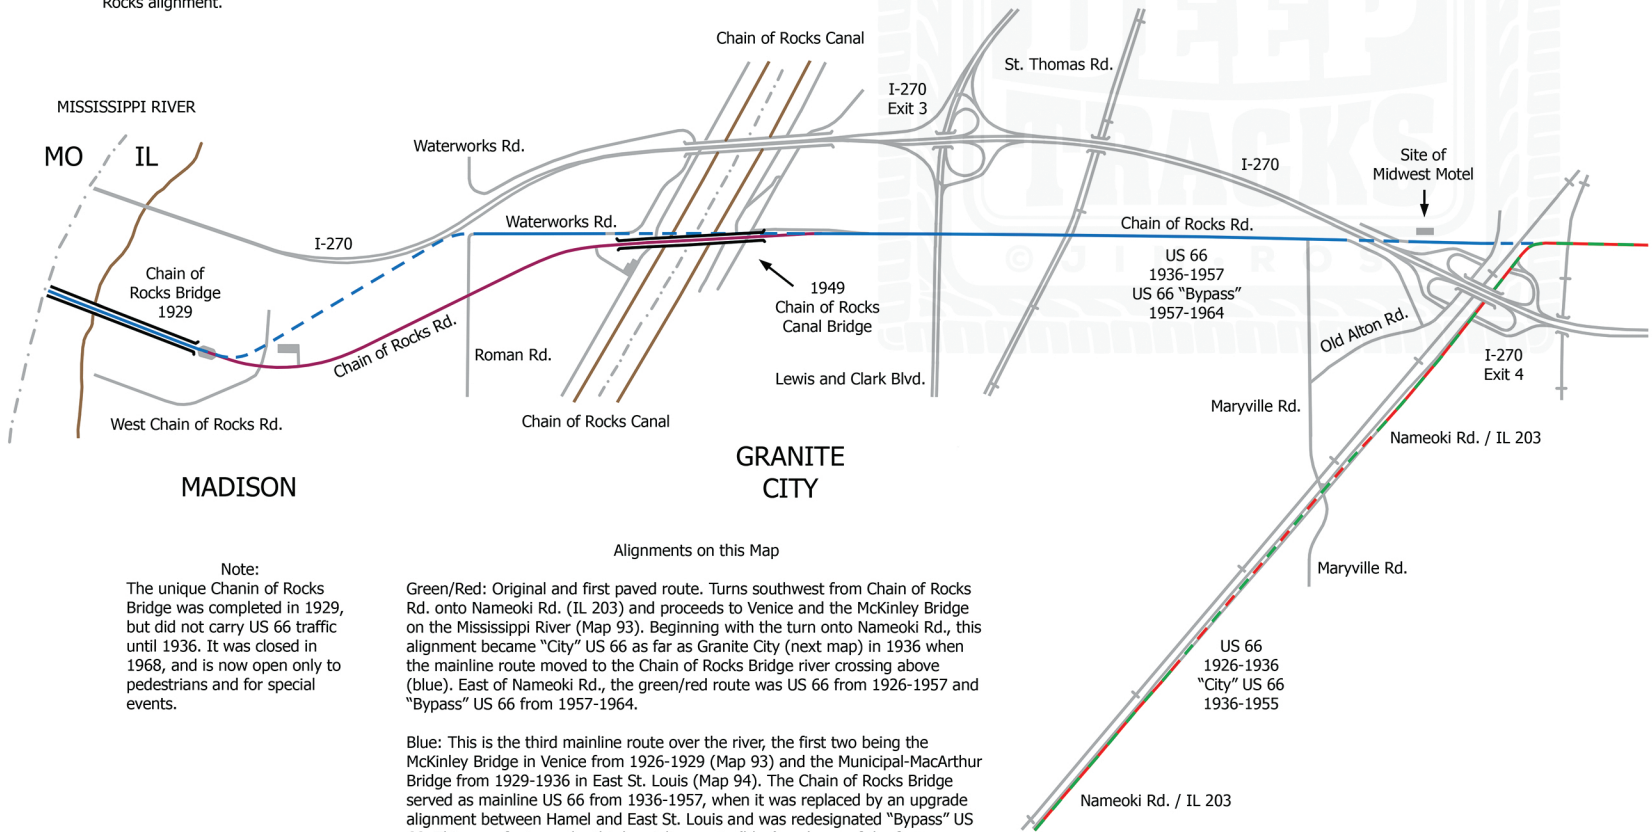 Rocks alignment.
Chain of Rocks Canal
St. Thomas Rd.
I-270
Exit 3
MISSISSIPPI RIVER
MO
IL
Waterworks Rd.
I-270
Site of
Midwest Motel
Waterworks Rd.
Chain of Rocks Rd.
I-270
Chain of
Rocks Bridge
1929
US 66
1936-1957
US 66 “Bypass”
1957-1964
1949
Chain of Rocks
Canal Bridge
Chain of Rocks Rd.
Roman Rd.
Old Alton Rd.
I-270
Exit 4
Lewis and Clark Blvd.
Maryville Rd.
West Chain of Rocks Rd.
Chain of Rocks Canal
Nameoki Rd. / IL 203
MADISON
GRANITE
CITY
Maryville Rd.
US 66
1926-1936
“City” US 66
1936-1955
Nameoki Rd. / IL 203
Note:
The unique Chanin of Rocks
Bridge was completed in 1929,
but did not carry US 66 traffic
until 1936. It was closed in
1968, and is now open only to
pedestrians and for special
events.
Alignments on this Map
Green/Red: Original and first paved route. Turns southwest from Chain of Rocks
Rd. onto Nameoki Rd. (IL 203) and proceeds to Venice and the McKinley Bridge
on the Mississippi River (Map 93). Beginning with the turn onto Nameoki Rd., this
alignment became “City” US 66 as far as Granite City (next map) in 1936 when
the mainline route moved to the Chain of Rocks Bridge river crossing above
(blue). East of Nameoki Rd., the green/red route was US 66 from 1926-1957 and
“Bypass” US 66 from 1957-1964.
Blue: This is the third mainline route over the river, the first two being the
McKinley Bridge in Venice from 1926-1929 (Map 93) and the Municipal-MacArthur
Bridge from 1929-1936 in East St. Louis (Map 94). The Chain of Rocks Bridge
served as mainline US 66 from 1936-1957, when it was replaced by an upgrade
alignment between Hamel and East St. Louis and was redesignated “Bypass” US
DEEP
TRACKS